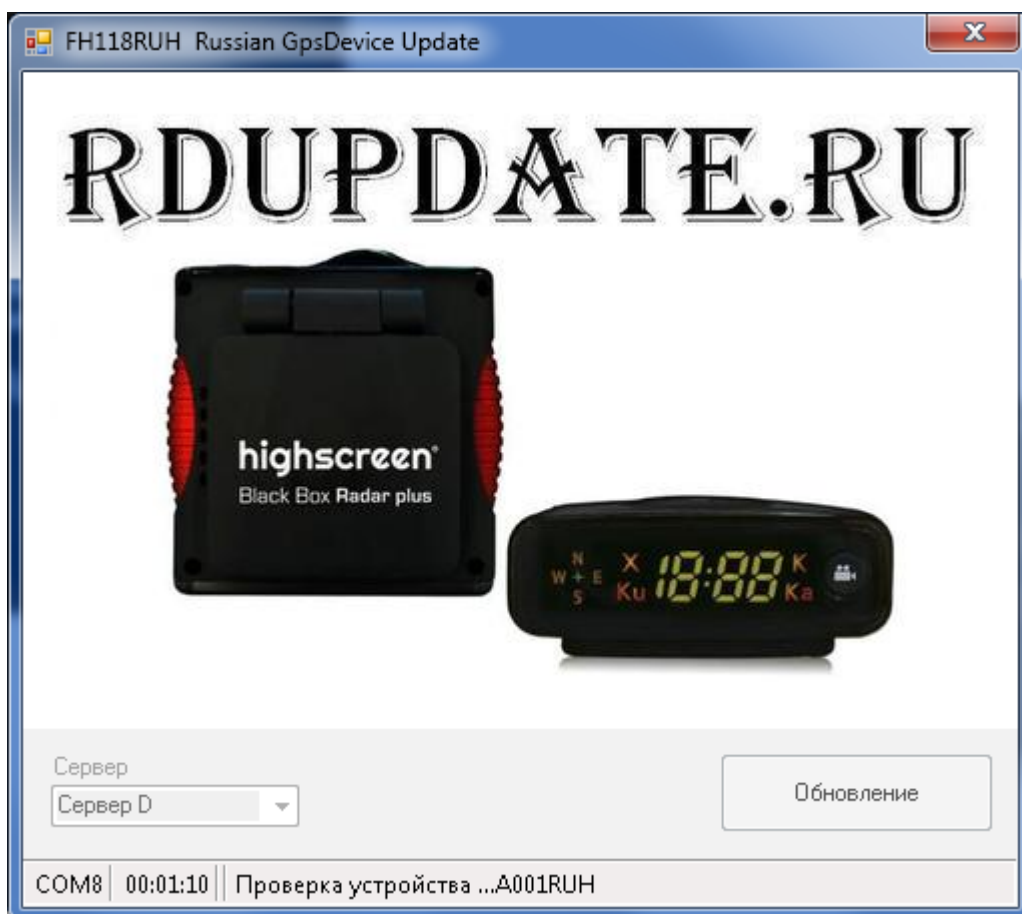 FH118RUH Russian GpsDevice Update
RDUPDATE.RU
highscreen®
Black Box Radar plus
N
W + E
S
X
Ku
18:88
K
Ka
Сервер
Сервер D
Обновление
COM8 00:01:10 Проверка устройства ...A001RUH